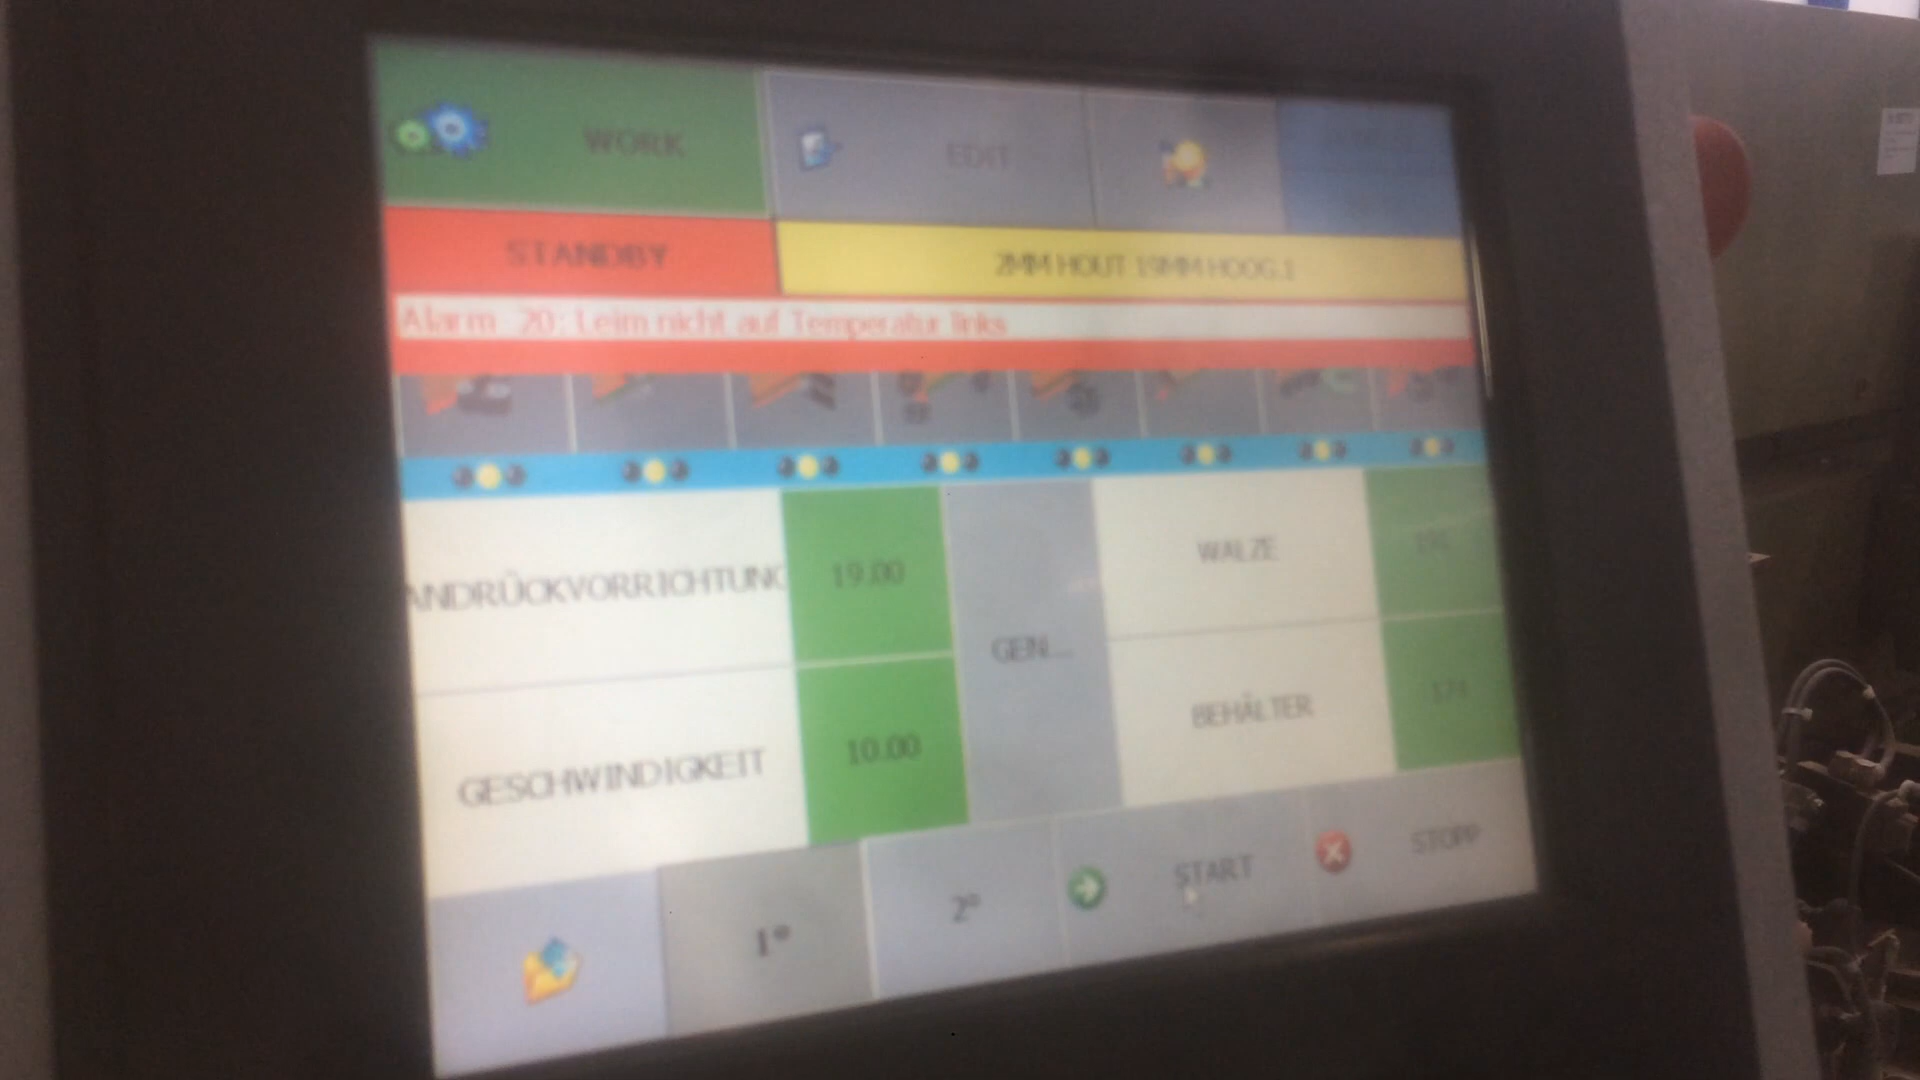 WORK
EDIT
STANDBY
2MM HOUT 19MM HOOG.1
Alarm 20: Leim nicht auf Temperatur links
ANDRÜCKVORRICHTUNG
19.00
GEN...
WALZE
GESCHWINDIGKEIT
10.00
BEHÄLTER
1°
2°
START
STOPP